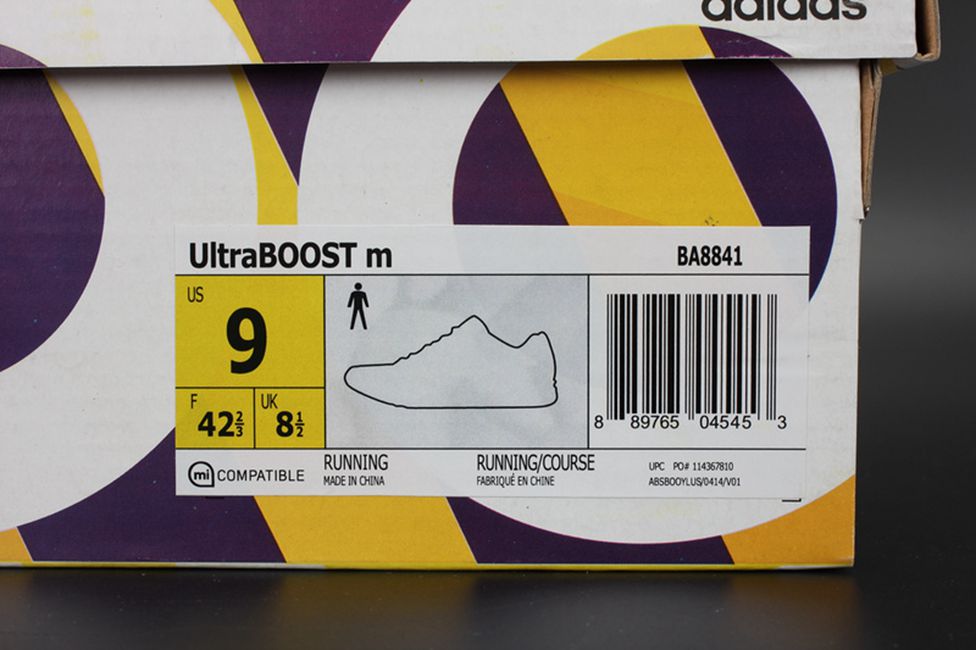 adidas
UltraBOOST m
BA8841
US
9
F
42⅔
UK
8½
8 89765 04545 3
mi COMPATIBLE
RUNNING
MADE IN CHINA
RUNNING/COURSE
FABRIQUÉ EN CHINE
UPC PO# 114367810
ABSBOOYLUS/0414/V01